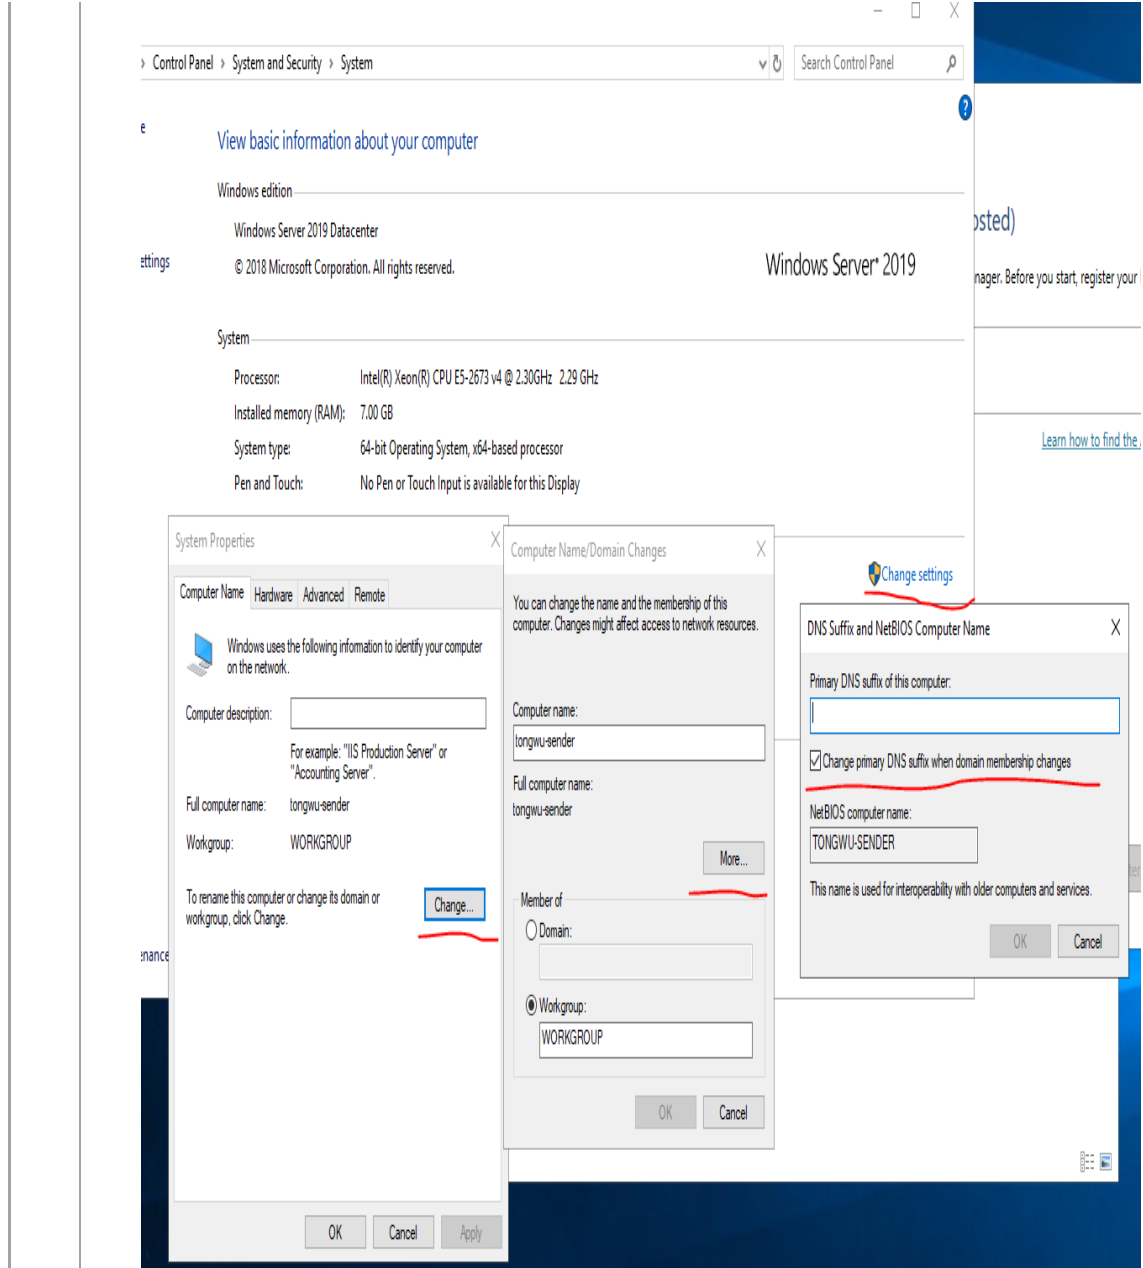 › Control Panel › System and Security › System
Search Control Panel
e
View basic information about your computer
Windows edition
Windows Server 2019 Datacenter
ettings
© 2018 Microsoft Corporation. All rights reserved.
Windows Server® 2019
osted)
nager. Before you start, register your
System
Processor: Intel(R) Xeon(R) CPU E5-2673 v4 @ 2.30GHz 2.29 GHz
Installed memory (RAM): 7.00 GB
System type: 64-bit Operating System, x64-based processor
Pen and Touch: No Pen or Touch Input is available for this Display
Learn how to find the
Change settings
enance
System Properties
Computer Name Hardware Advanced Remote
Windows uses the following information to identify your computer
on the network.
Computer description:
For example: "IIS Production Server" or
"Accounting Server".
Full computer name: tongwu-sender
Workgroup: WORKGROUP
To rename this computer or change its domain or
workgroup, click Change.
Change...
OK Cancel Apply
Computer Name/Domain Changes
You can change the name and the membership of this
computer. Changes might affect access to network resources.
Computer name:
tongwu-sender
Full computer name:
tongwu-sender
More...
Member of
Domain:
Workgroup:
WORKGROUP
OK Cancel
DNS Suffix and NetBIOS Computer Name
Primary DNS suffix of this computer:
Change primary DNS suffix when domain membership changes
NetBIOS computer name:
TONGWU-SENDER
This name is used for interoperability with older computers and services.
OK Cancel